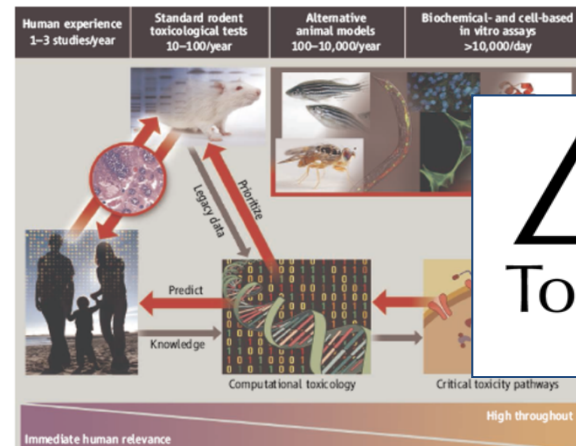 Human experience
1–3 studies/year
Standard rodent
toxicological tests
10–100/year
Alternative
animal models
100–10,000/year
Biochemical- and cell-based
in vitro assays
>10,000/day
Legacy data
Prioritize
Predict
Knowledge
Computational toxicology
Critical toxicity pathways
High throughout
Immediate human relevance
To